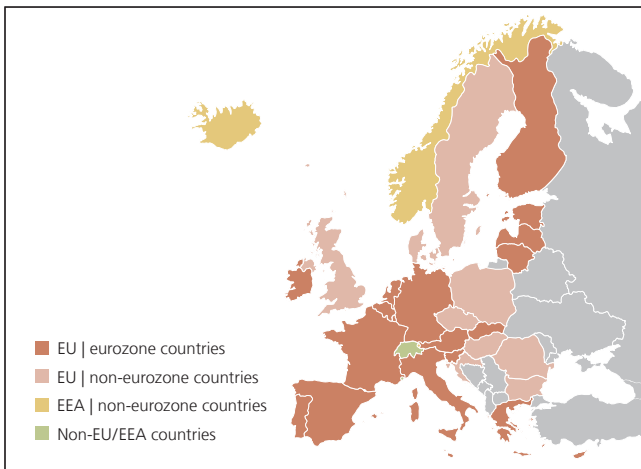 EU | eurozone countries
EU | non-eurozone countries
EEA | non-eurozone countries
Non-EU/EEA countries